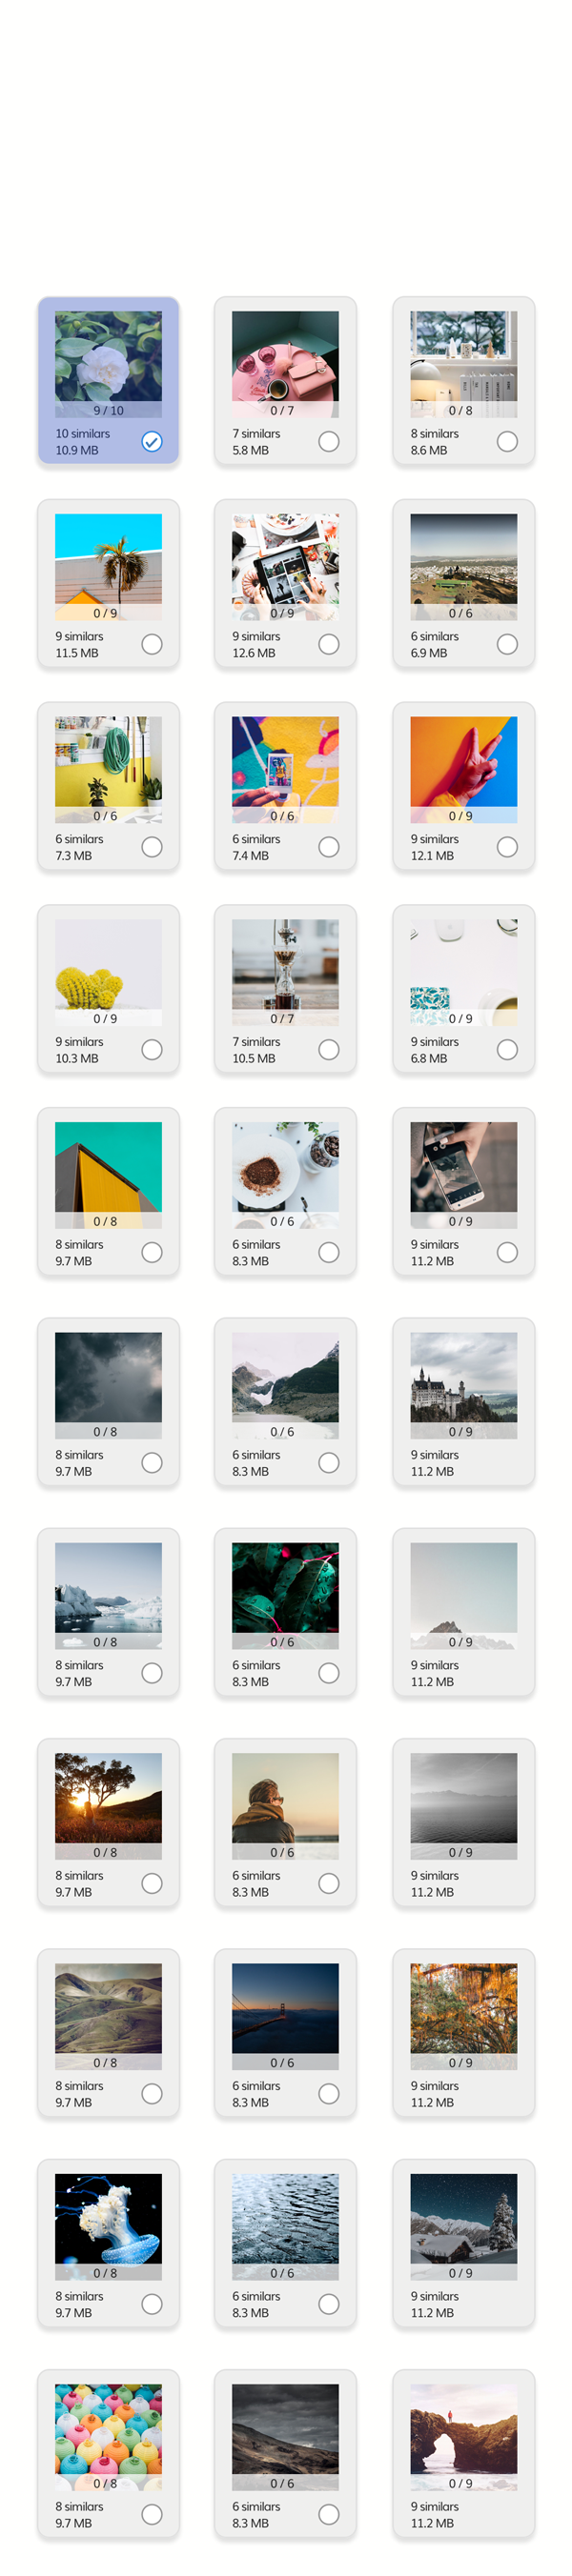 9 / 10
10 similars
10.9 MB
0 / 7
7 similars
5.8 MB
0 / 8
8 similars
8.6 MB
0 / 9
9 similars
11.5 MB
0 / 9
9 similars
12.6 MB
0 / 6
6 similars
6.9 MB
0 / 6
6 similars
7.3 MB
0 / 6
6 similars
7.4 MB
0 / 9
9 similars
12.1 MB
0 / 9
9 similars
10.3 MB
0 / 7
7 similars
10.5 MB
0 / 9
9 similars
6.8 MB
0 / 8
8 similars
9.7 MB
0 / 6
6 similars
8.3 MB
0 / 9
9 similars
11.2 MB
0 / 8
8 similars
9.7 MB
0 / 6
6 similars
8.3 MB
0 / 9
9 similars
11.2 MB
0 / 8
8 similars
9.7 MB
0 / 6
6 similars
8.3 MB
0 / 9
9 similars
11.2 MB
0 / 8
8 similars
9.7 MB
0 / 6
6 similars
8.3 MB
0 / 9
9 similars
11.2 MB
0 / 8
8 similars
9.7 MB
0 / 6
6 similars
8.3 MB
0 / 9
9 similars
11.2 MB
0 / 8
8 similars
9.7 MB
0 / 6
6 similars
8.3 MB
0 / 9
9 similars
11.2 MB
0 / 8
8 similars
9.7 MB
0 / 6
6 similars
8.3 MB
0 / 9
9 similars
11.2 MB